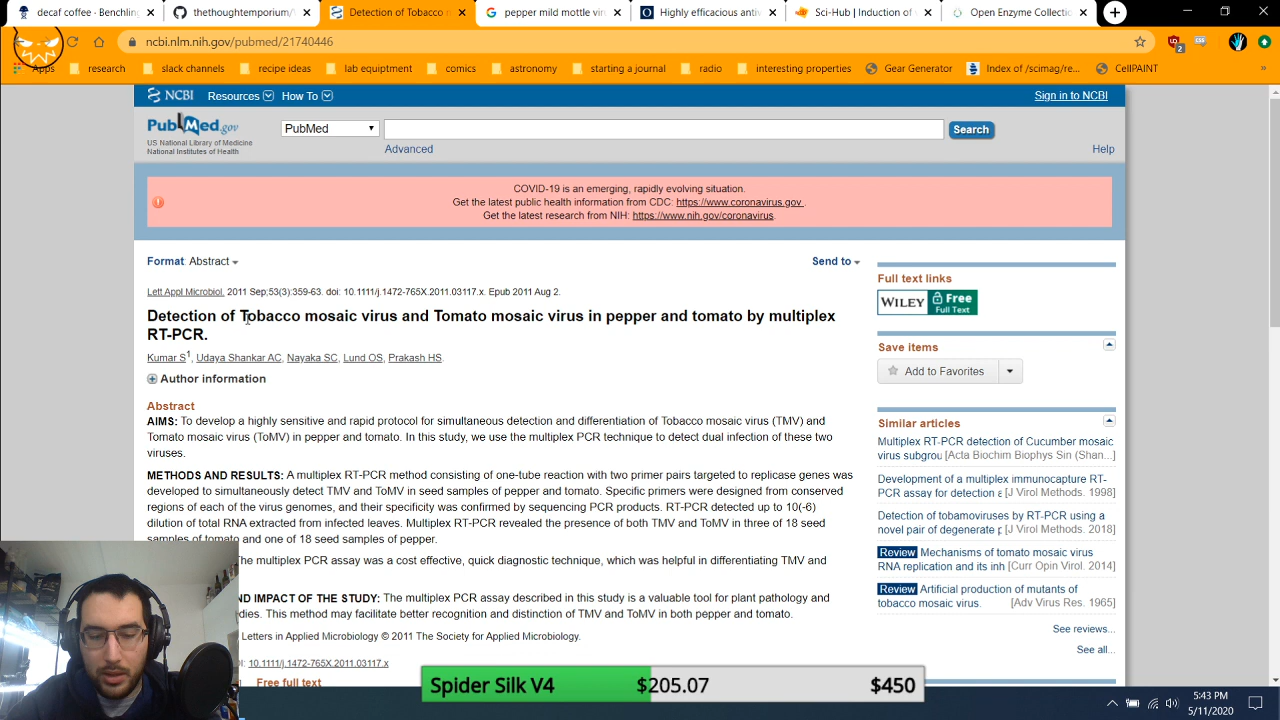 decaf coffee - Benchling
thethoughtemporium/
Detection of Tobacco m
pepper mild mottle viru
Highly efficacious antiv
Sci-Hub | Induction of v
Open Enzyme Collectio
ncbi.nlm.nih.gov/pubmed/21740446
2
Apps
research
slack channels
recipe ideas
lab equiptment
comics
astronomy
starting a journal
radio
interesting properties
Gear Generator
Index of /scimag/re...
CellPAINT
»
NCBI
Resources
How To
Sign in to NCBI
PubMed.gov
US National Library of Medicine
National Institutes of Health
PubMed
Search
Advanced
Help
COVID-19 is an emerging, rapidly evolving situation.
Get the latest public health information from CDC: https://www.coronavirus.gov .
Get the latest research from NIH: https://www.nih.gov/coronavirus.
Format: Abstract
Send to
Lett Appl Microbiol. 2011 Sep;53(3):359-63. doi: 10.1111/j.1472-765X.2011.03117.x. Epub 2011 Aug 2.
Detection of Tobacco mosaic virus and Tomato mosaic virus in pepper and tomato by multiplex
RT-PCR.
Kumar S1, Udaya Shankar AC, Nayaka SC, Lund OS, Prakash HS.
Author information
Abstract
AIMS: To develop a highly sensitive and rapid protocol for simultaneous detection and differentiation of Tobacco mosaic virus (TMV) and
Tomato mosaic virus (ToMV) in pepper and tomato. In this study, we use the multiplex PCR technique to detect dual infection of these two
viruses.
METHODS AND RESULTS: A multiplex RT-PCR method consisting of one-tube reaction with two primer pairs targeted to replicase genes was
developed to simultaneously detect TMV and ToMV in seed samples of pepper and tomato. Specific primers were designed from conserved
regions of each of the virus genomes, and their specificity was confirmed by sequencing PCR products. RT-PCR detected up to 10(-6)
dilution of total RNA extracted from infected leaves. Multiplex RT-PCR revealed the presence of both TMV and ToMV in three of 18 seed
samples of tomato and one of 18 seed samples of pepper.
he multiplex PCR assay was a cost effective, quick diagnostic technique, which was helpful in differentiating TMV and
ND IMPACT OF THE STUDY: The multiplex PCR assay described in this study is a valuable tool for plant pathology and
dies. This method may facilitate better recognition and distinction of TMV and ToMV in both pepper and tomato.
Letters in Applied Microbiology © 2011 The Society for Applied Microbiology.
OI: 10.1111/j.1472-765X.2011.03117.x
Free full text
Full text links
WILEY Free Full Text
Save items
Add to Favorites
Similar articles
Multiplex RT-PCR detection of Cucumber mosaic
virus subgrou [Acta Biochim Biophys Sin (Shan...]
Development of a multiplex immunocapture RT-
PCR assay for detection a [J Virol Methods. 1998]
Detection of tobamoviruses by RT-PCR using a
novel pair of degenerate p [J Virol Methods. 2018]
Review Mechanisms of tomato mosaic virus
RNA replication and its inh [Curr Opin Virol. 2014]
Review Artificial production of mutants of
tobacco mosaic virus. [Adv Virus Res. 1965]
See reviews...
See all...
Spider Silk V4 $205.07 $450
5:43 PM
5/11/2020